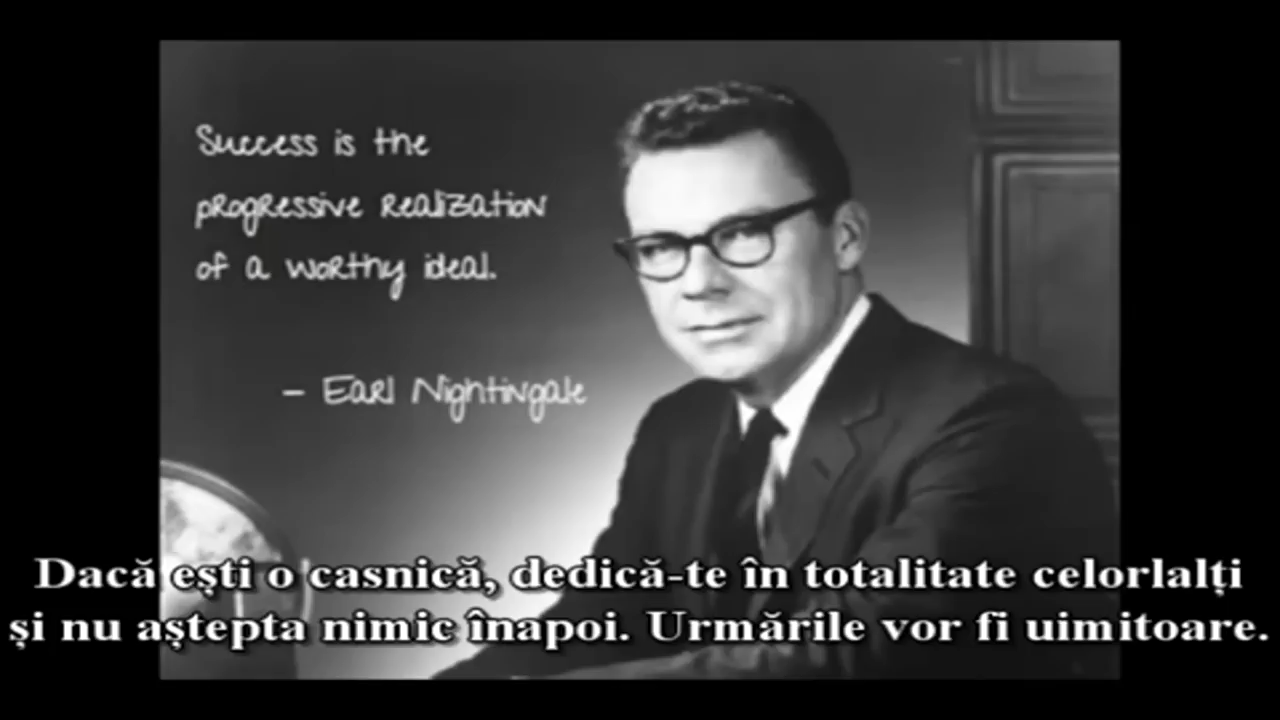 Success is the
progressive realization
of a worthy ideal.
- Earl Nightingale
Dacă ești o casnică, dedică-te în totalitate celorlalți
și nu aștepta nimic înapoi. Urmările vor fi uimitoare.